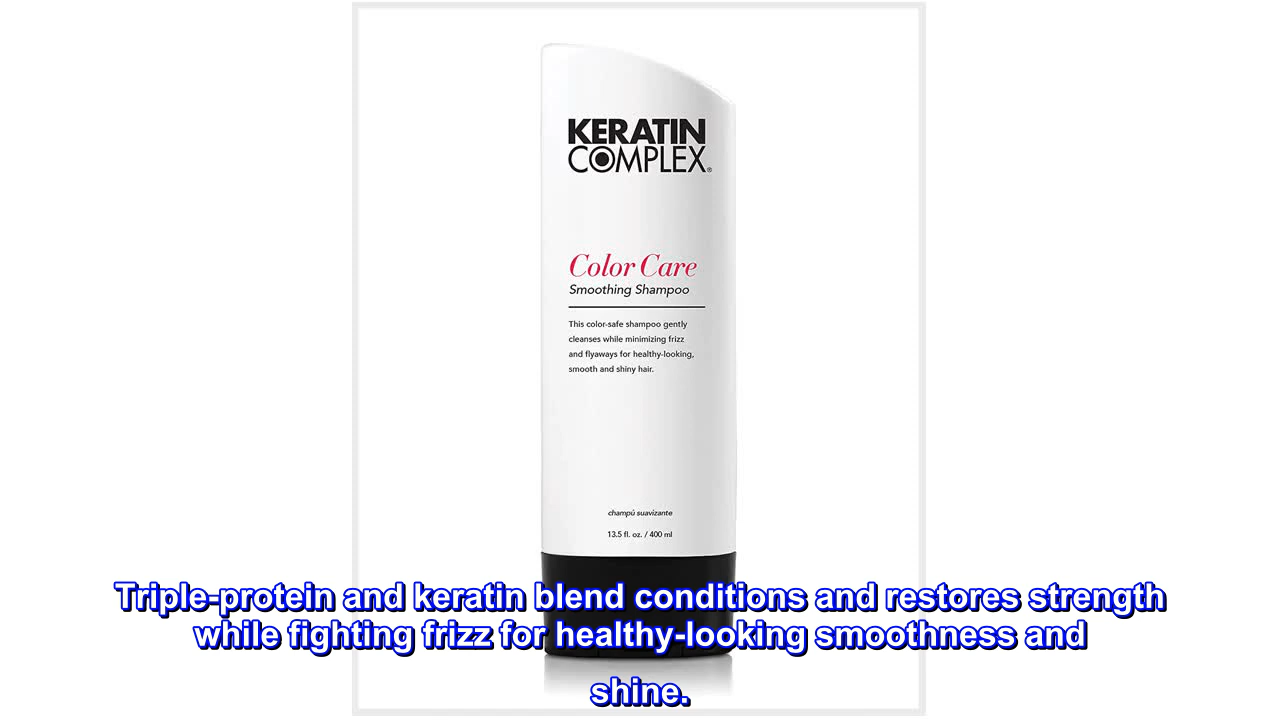 KERATIN
COMPLEX®
Color Care
Smoothing Shampoo
This color-safe shampoo gently
cleanses while minimizing frizz
and flyaways for healthy-looking,
smooth and shiny hair.
champú suavizante
13.5 fl. oz. / 400 ml
Triple-protein and keratin blend conditions and restores strength
while fighting frizz for healthy-looking smoothness and
shine.